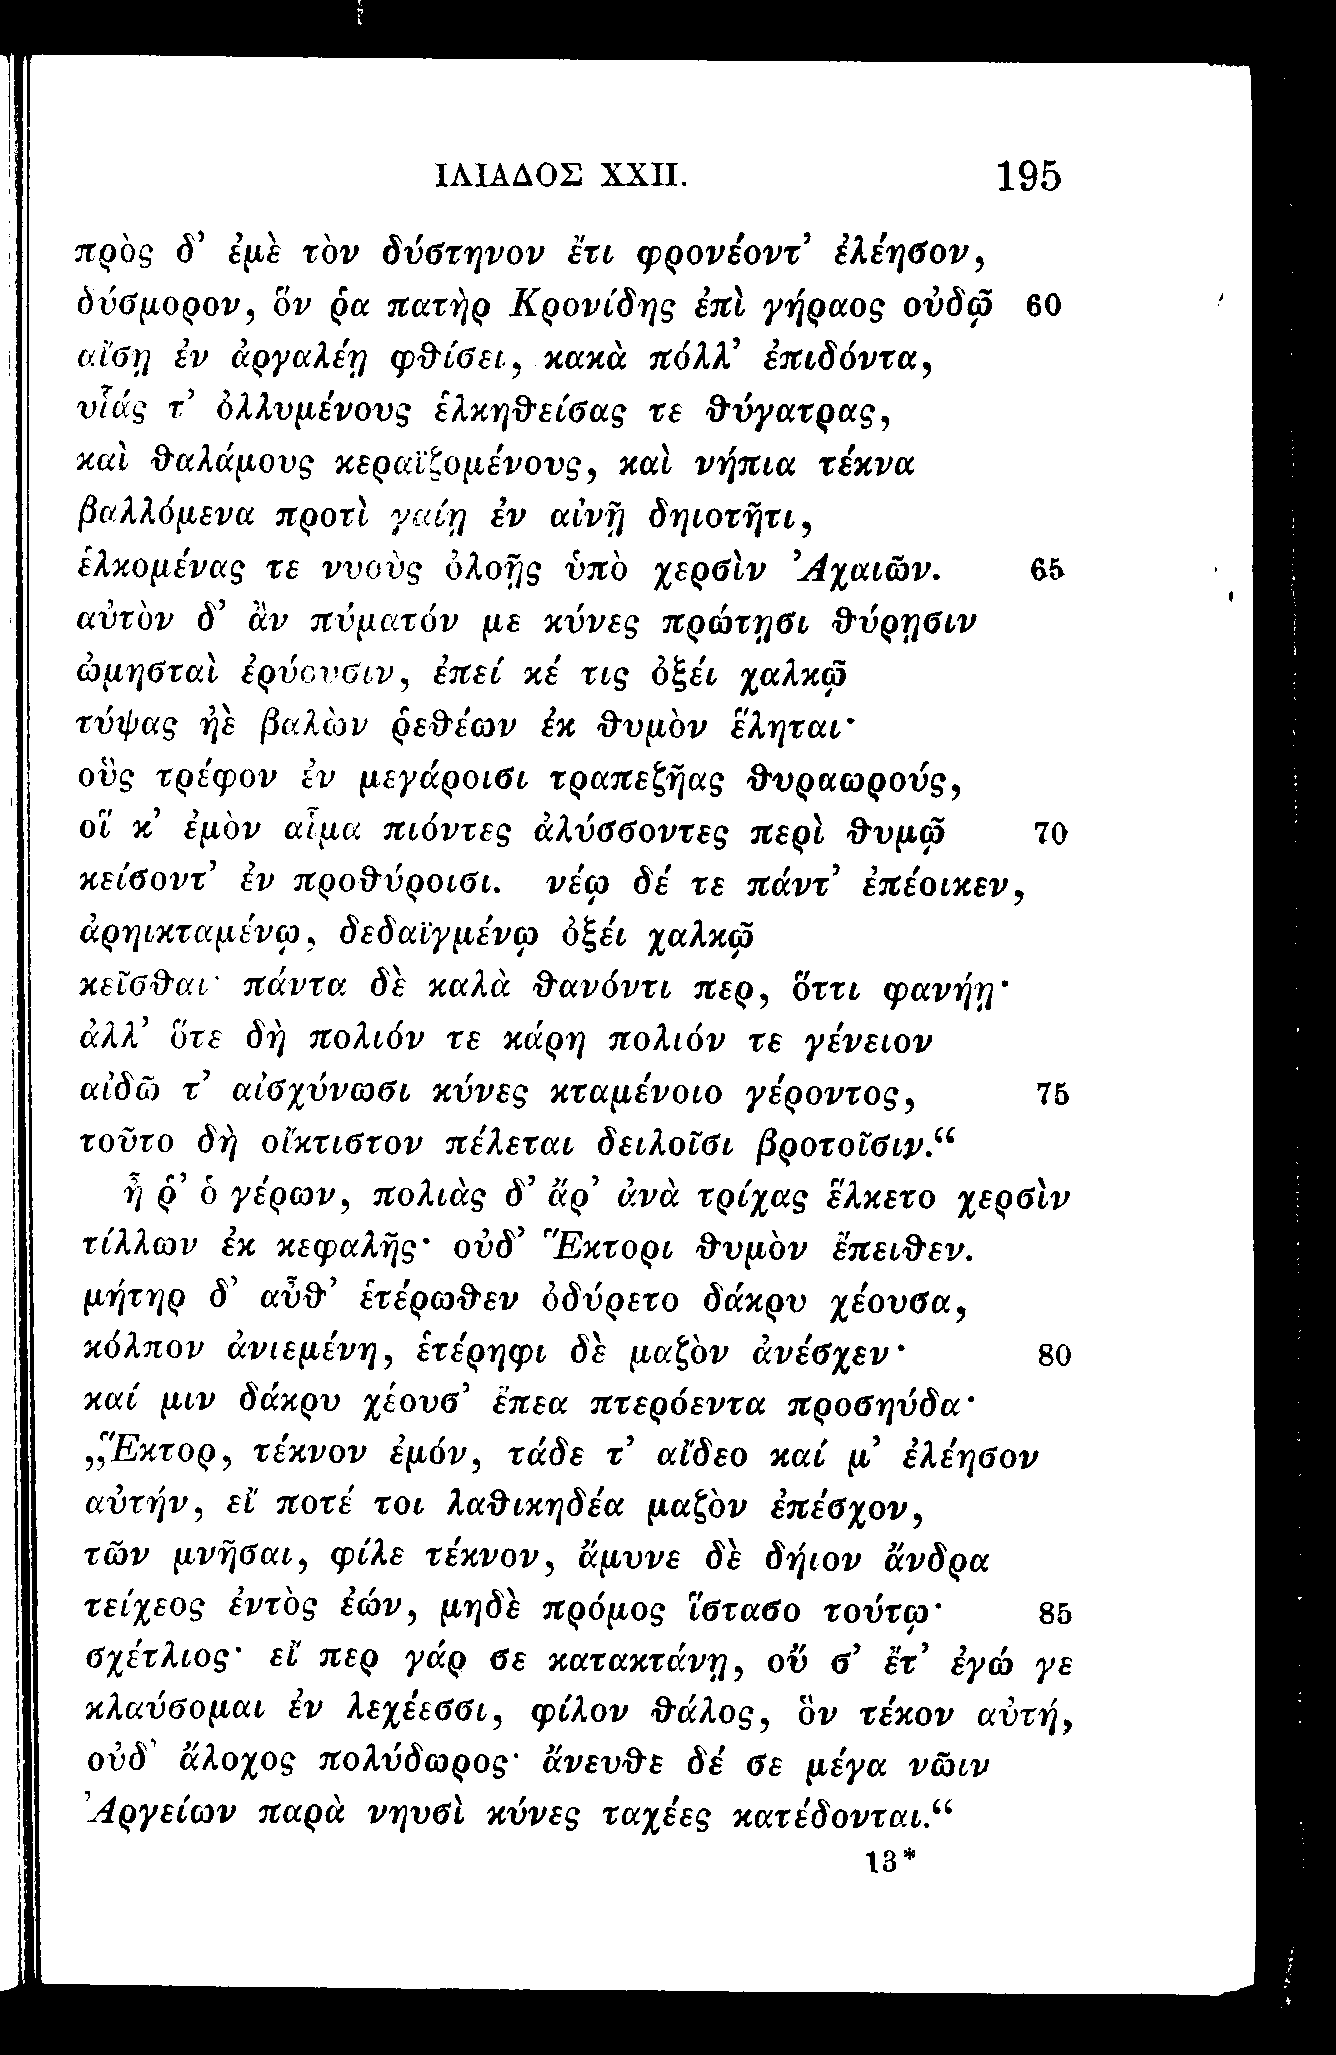 ΙΛΙΑΔΟΣ XXII. 195
πρὸς δ’ ἐμὲ τὸν δύστηνον ἔτι φρονέοντ’ ἐλέησον,
δύσμορον, ὅν ῥα πατὴρ Κρονίδης ἐπὶ γήραος οὐδῷ 60
αἴσῃ ἐν ἀργαλέῃ φθίσει, κακὰ πόλλ’ ἐπιδόντα,
υἷάς τ’ ὀλλυμένους ἑλκηθείσας τε θύγατρας,
καὶ θαλάμους κεραϊζομένους, καὶ νήπια τέκνα
βαλλόμενα προτὶ γαίῃ ἐν αἰνῇ δηιοτῆτι,
ἑλκομένας τε νυοὺς ὀλοῇς ὑπὸ χερσὶν Ἀχαιῶν. 65
αὐτὸν δ’ ἂν πύματόν με κύνες πρώτῃσι θύρῃσιν
ὠμησταὶ ἐρύουσιν, ἐπεί κέ τις ὀξέι χαλκῷ
τύψας ἠὲ βαλὼν ῥεθέων ἐκ θυμὸν ἕληται·
οὓς τρέφον ἐν μεγάροισι τραπεζῆας θυραωρούς,
οἵ κ’ ἐμὸν αἷμα πιόντες ἀλύσσοντες περὶ θυμῷ 70
κείσοντ’ ἐν προθύροισι. νέῳ δέ τε πάντ’ ἐπέοικεν,
ἀρηικταμένῳ, δεδαϊγμένῳ ὀξέι χαλκῷ
κεῖσθαι· πάντα δὲ καλὰ θανόντι περ, ὅττι φανήῃ·
ἀλλ’ ὅτε δὴ πολιόν τε κάρη πολιόν τε γένειον
αἰδῶ τ’ αἰσχύνωσι κύνες κταμένοιο γέροντος, 75
τοῦτο δὴ οἴκτιστον πέλεται δειλοῖσι βροτοῖσιν.“
ἦ ῥ’ ὁ γέρων, πολιὰς δ’ ἄρ’ ἀνὰ τρίχας ἕλκετο χερσὶν
τίλλων ἐκ κεφαλῆς· οὐδ’ Ἕκτορι θυμὸν ἔπειθεν.
μήτηρ δ’ αὖθ’ ἑτέρωθεν ὀδύρετο δάκρυ χέουσα,
κόλπον ἀνιεμένη, ἑτέρηφι δὲ μαζὸν ἀνέσχεν· 80
καί μιν δάκρυ χέουσ’ ἔπεα πτερόεντα προσηύδα·
„Ἕκτορ, τέκνον ἐμόν, τάδε τ’ αἴδεο καί μ’ ἐλέησον
αὐτήν, εἴ ποτέ τοι λαθικηδέα μαζὸν ἐπέσχον,
τῶν μνῆσαι, φίλε τέκνον, ἄμυνε δὲ δήιον ἄνδρα
τείχεος ἐντὸς ἐών, μηδὲ πρόμος ἵστασο τούτῳ· 85
σχέτλιος· εἴ περ γάρ σε κατακτάνῃ, οὔ σ’ ἔτ’ ἐγώ γε
κλαύσομαι ἐν λεχέεσσι, φίλον θάλος, ὃν τέκον αὐτή,
οὐδ’ ἄλοχος πολύδωρος· ἄνευθε δέ σε μέγα νῶιν
Ἀργείων παρὰ νηυσὶ κύνες ταχέες κατέδονται.“
13*